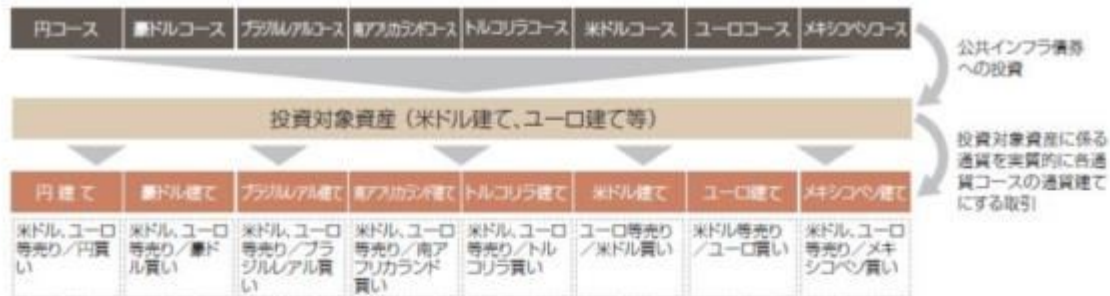 円コース 豪ドルコース ブラジルレアルコース 南アフリカランドコース トルコリラコース 米ドルコース ユーロコース メキシコペソコース
公共インフラ債券
への投資
投資対象資産（米ドル建て、ユーロ建て等）
投資対象資産に係る
通貨を実質的に各通
貨コースの通貨建て
にする取引
円建て 豪ドル建て ブラジルレアル建て 南アフリカランド建て トルコリラ建て 米ドル建て ユーロ建て メキシコペソ建て
米ドル、ユーロ
等売り／円買
い
米ドル、ユーロ
等売り／豪ド
ル買い
米ドル、ユーロ
等売り／ブラ
ジルレアル買
い
米ドル、ユーロ
等売り／南ア
フリカランド
買い
米ドル、ユーロ
等売り／トル
コリラ買い
ユーロ等売り
／米ドル買い
米ドル等売り
／ユーロ買い
米ドル、ユーロ
等売り／メキ
シコペソ買い